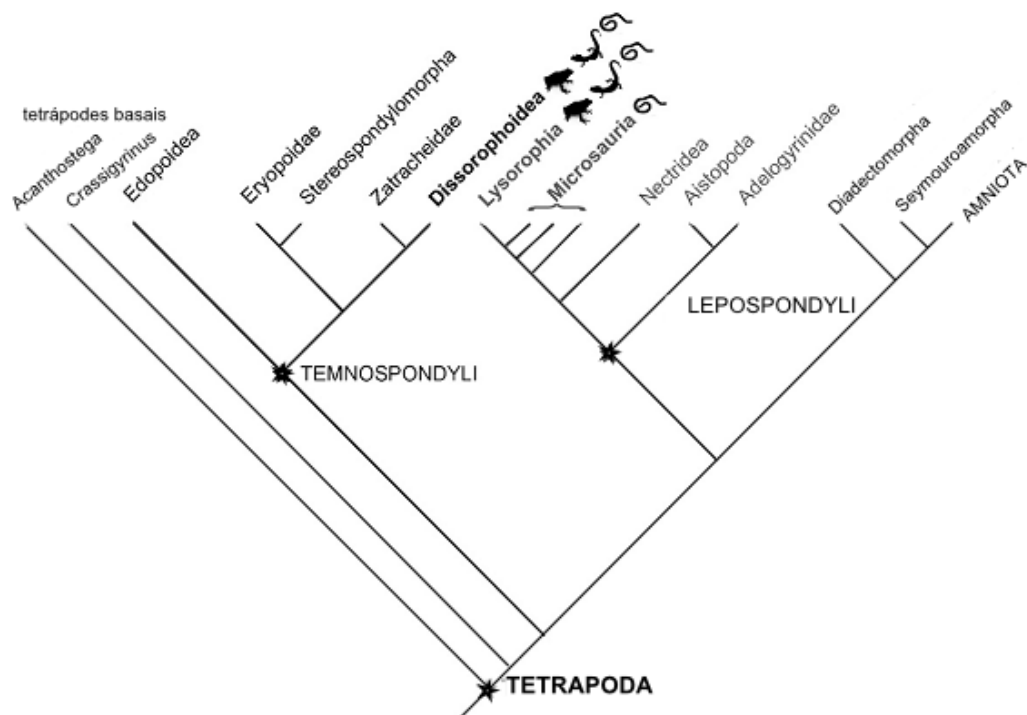 tetrápodes basais
Acanthostega
Crassigyrinus
Edopoidea
Eryopoidae
Stereospondylomorpha
Zatracheidae
Dissorophoidea
Lysorophia
Microsauria
Nectridea
Aistopoda
Adelogyrinidae
Diadectomorpha
Seymouroamorpha
AMNIOTA
LEPOSPONDYLI
TEMNOSPONDYLI
TETRAPODA